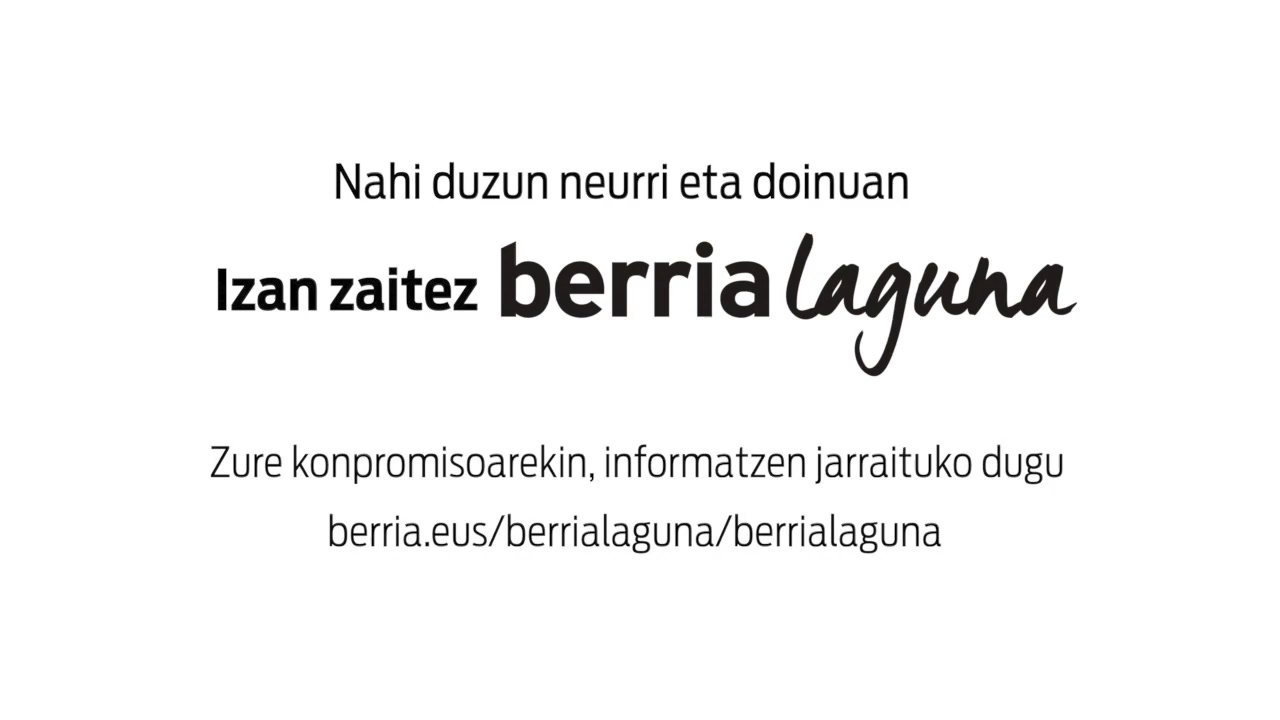 Nahi duzun neurri eta doinuan
Izan zaitez berria laguna
Zure konpromisoarekin, informatzen jarraituko dugu
berria.eus/berrialaguna/berrialaguna